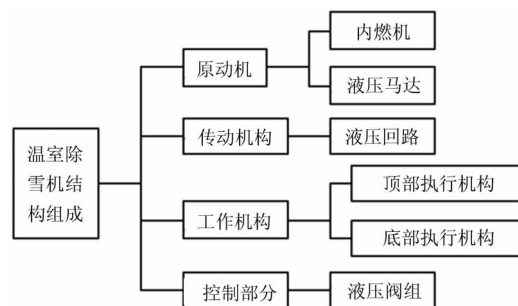 温室除
雪机结
构组成
原动机
内燃机
液压马达
传动机构
液压回路
工作机构
顶部执行机构
底部执行机构
控制部分
液压阀组